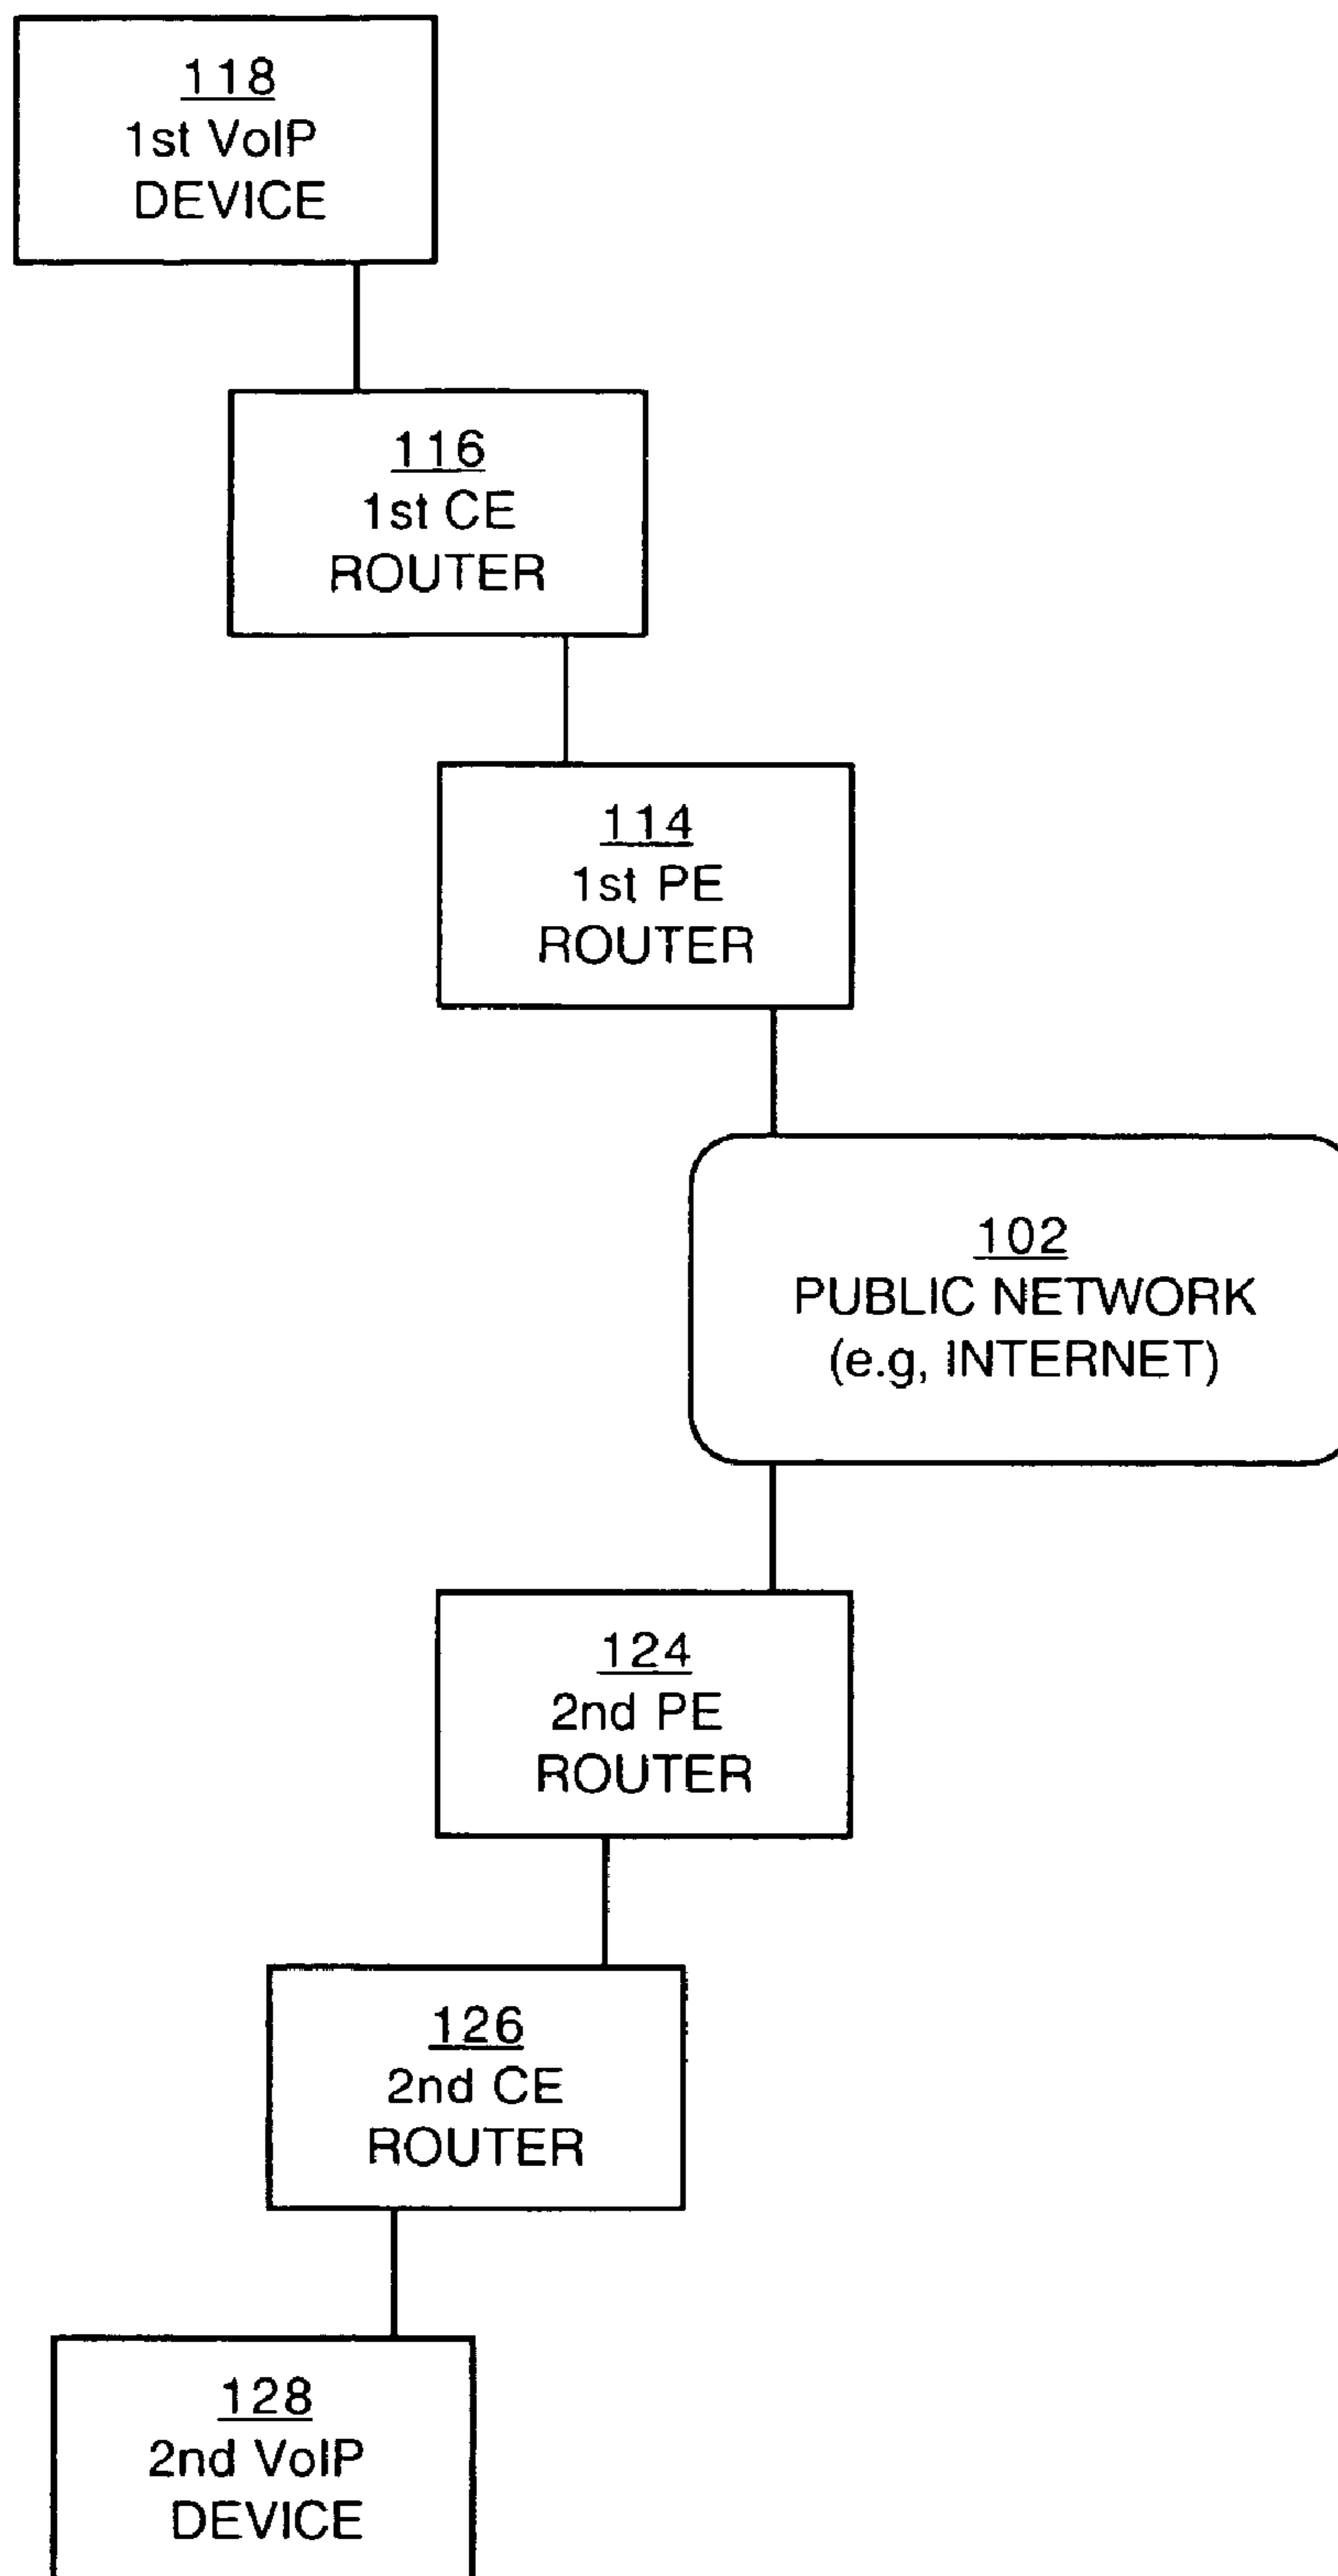 118
1st VoIP
DEVICE
116
1st CE
ROUTER
114
1st PE
ROUTER
102
PUBLIC NETWORK
(e.g, INTERNET)
124
2nd PE
ROUTER
126
2nd CE
ROUTER
128
2nd VoIP
DEVICE